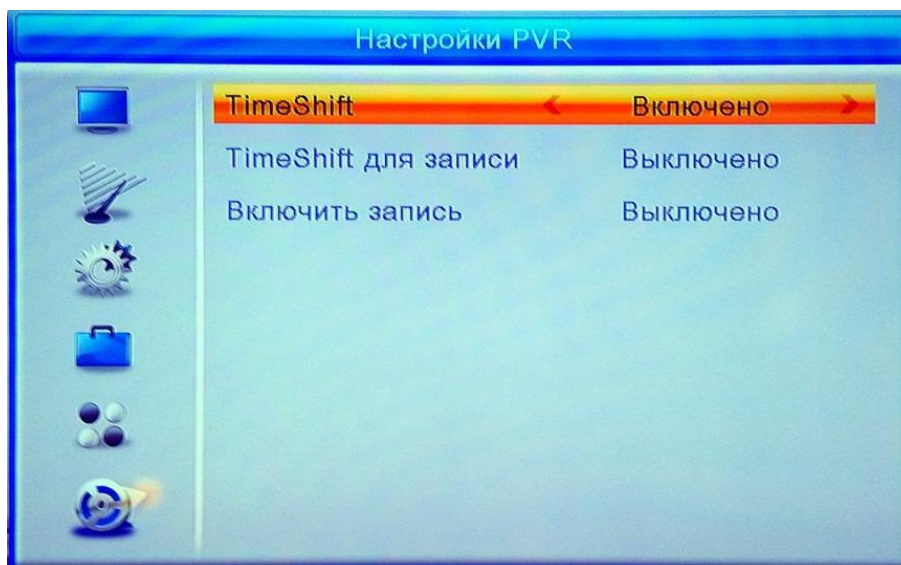 Настройки PVR
TimeShift Включено
TimeShift для записи Выключено
Включить запись Выключено